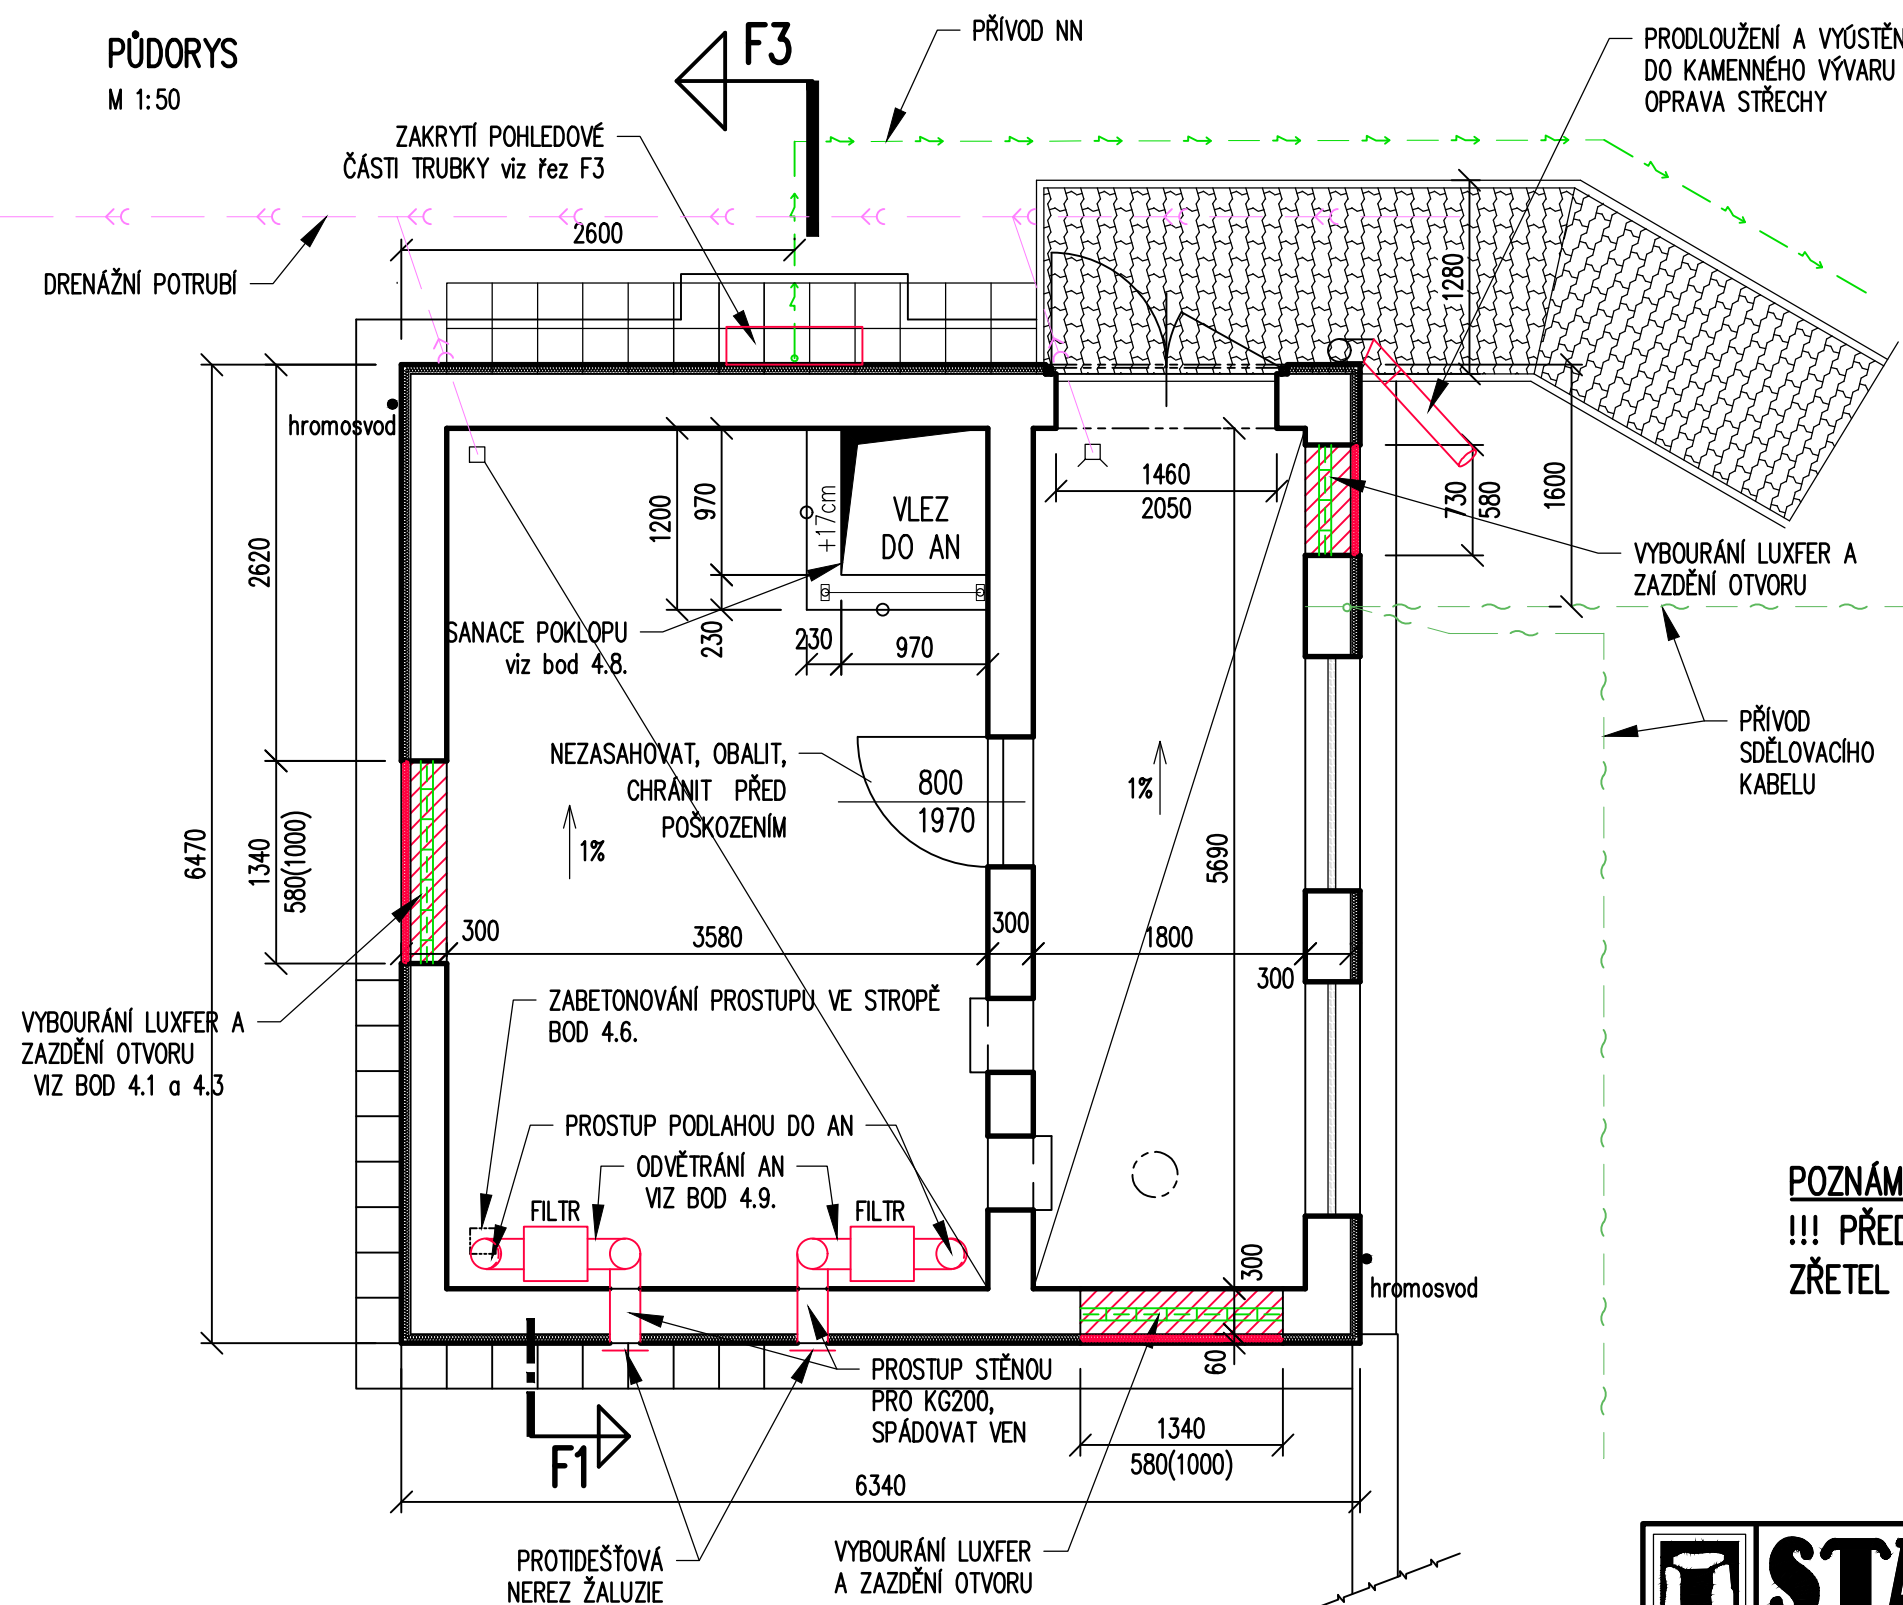 PŮDORYS
M 1:50
F3
PŘÍVOD NN
PRODLOUŽENÍ A VYÚSTĚN
DO KAMENNÉHO VÝVARU
OPRAVA STŘECHY
ZAKRYTÍ POHLEDOVÉ
ČÁSTI TRUBKY viz řez F3
2600
DRENÁŽNÍ POTRUBÍ
1280
hromosvod
1200
970
+17cm
VLEZ
DO AN
1460
2050
730
580
1600
2620
VYBOURÁNÍ LUXFER A
ZAZDĚNÍ OTVORU
SANACE POKLOPU
viz bod 4.8.
230
230
970
PŘÍVOD
SDĚLOVACÍHO
KABELU
NEZASAHOVAT, OBALIT,
CHRÁNIT PŘED
POŠKOZENÍM
800
1970
1%
1%
6470
1340
580(1000)
5690
300
3580
300
1800
300
VYBOURÁNÍ LUXFER A
ZAZDĚNÍ OTVORU
VIZ BOD 4.1 a 4.3
ZABETONOVÁNÍ PROSTUPU VE STROPĚ
BOD 4.6.
PROSTUP PODLAHOU DO AN
ODVĚTRÁNÍ AN
VIZ BOD 4.9.
FILTR
FILTR
POZNÁM
!!! PŘED
ZŘETEL
300
hromosvod
60
PROSTUP STĚNOU
PRO KG200,
SPÁDOVAT VEN
F1
1340
580(1000)
6340
PROTIDEŠŤOVÁ
NEREZ ŽALUZIE
VYBOURÁNÍ LUXFER
A ZAZDĚNÍ OTVORU
STA